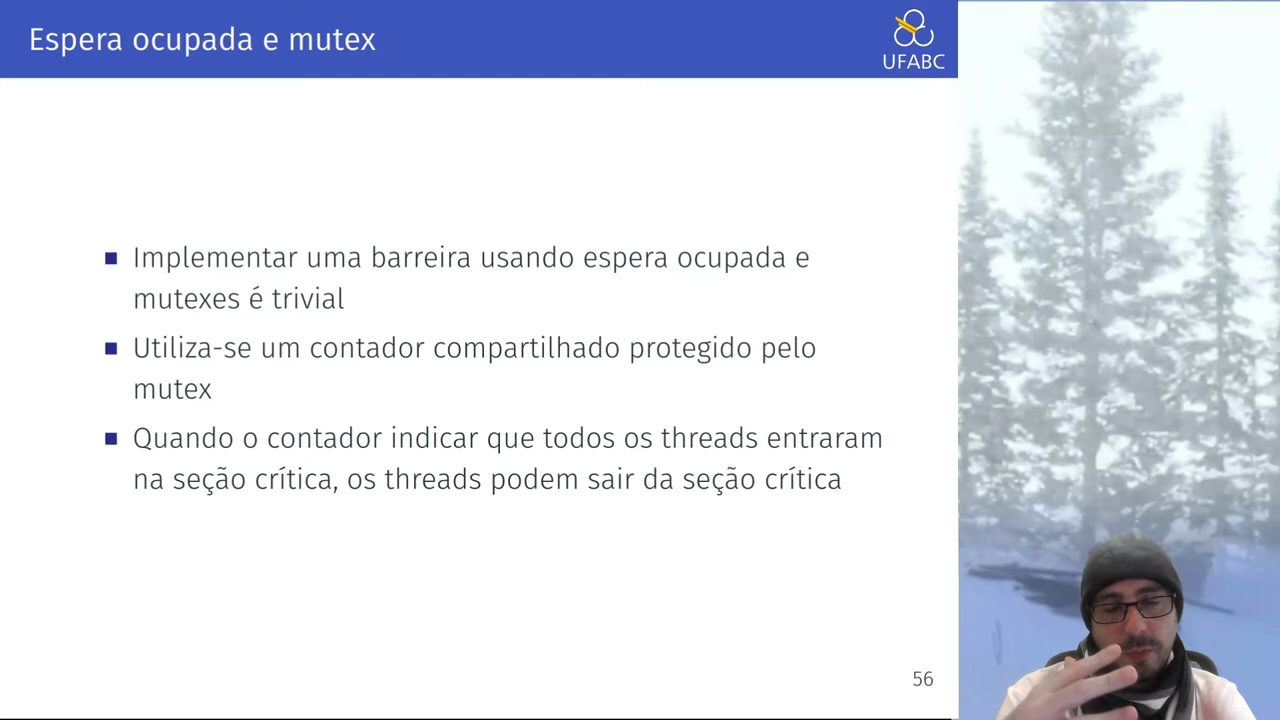 Espera ocupada e mutex
UFABC
■ Implementar uma barreira usando espera ocupada e
mutexes é trivial
■ Utiliza-se um contador compartilhado protegido pelo
mutex
■ Quando o contador indicar que todos os threads entraram
na seção crítica, os threads podem sair da seção crítica
56